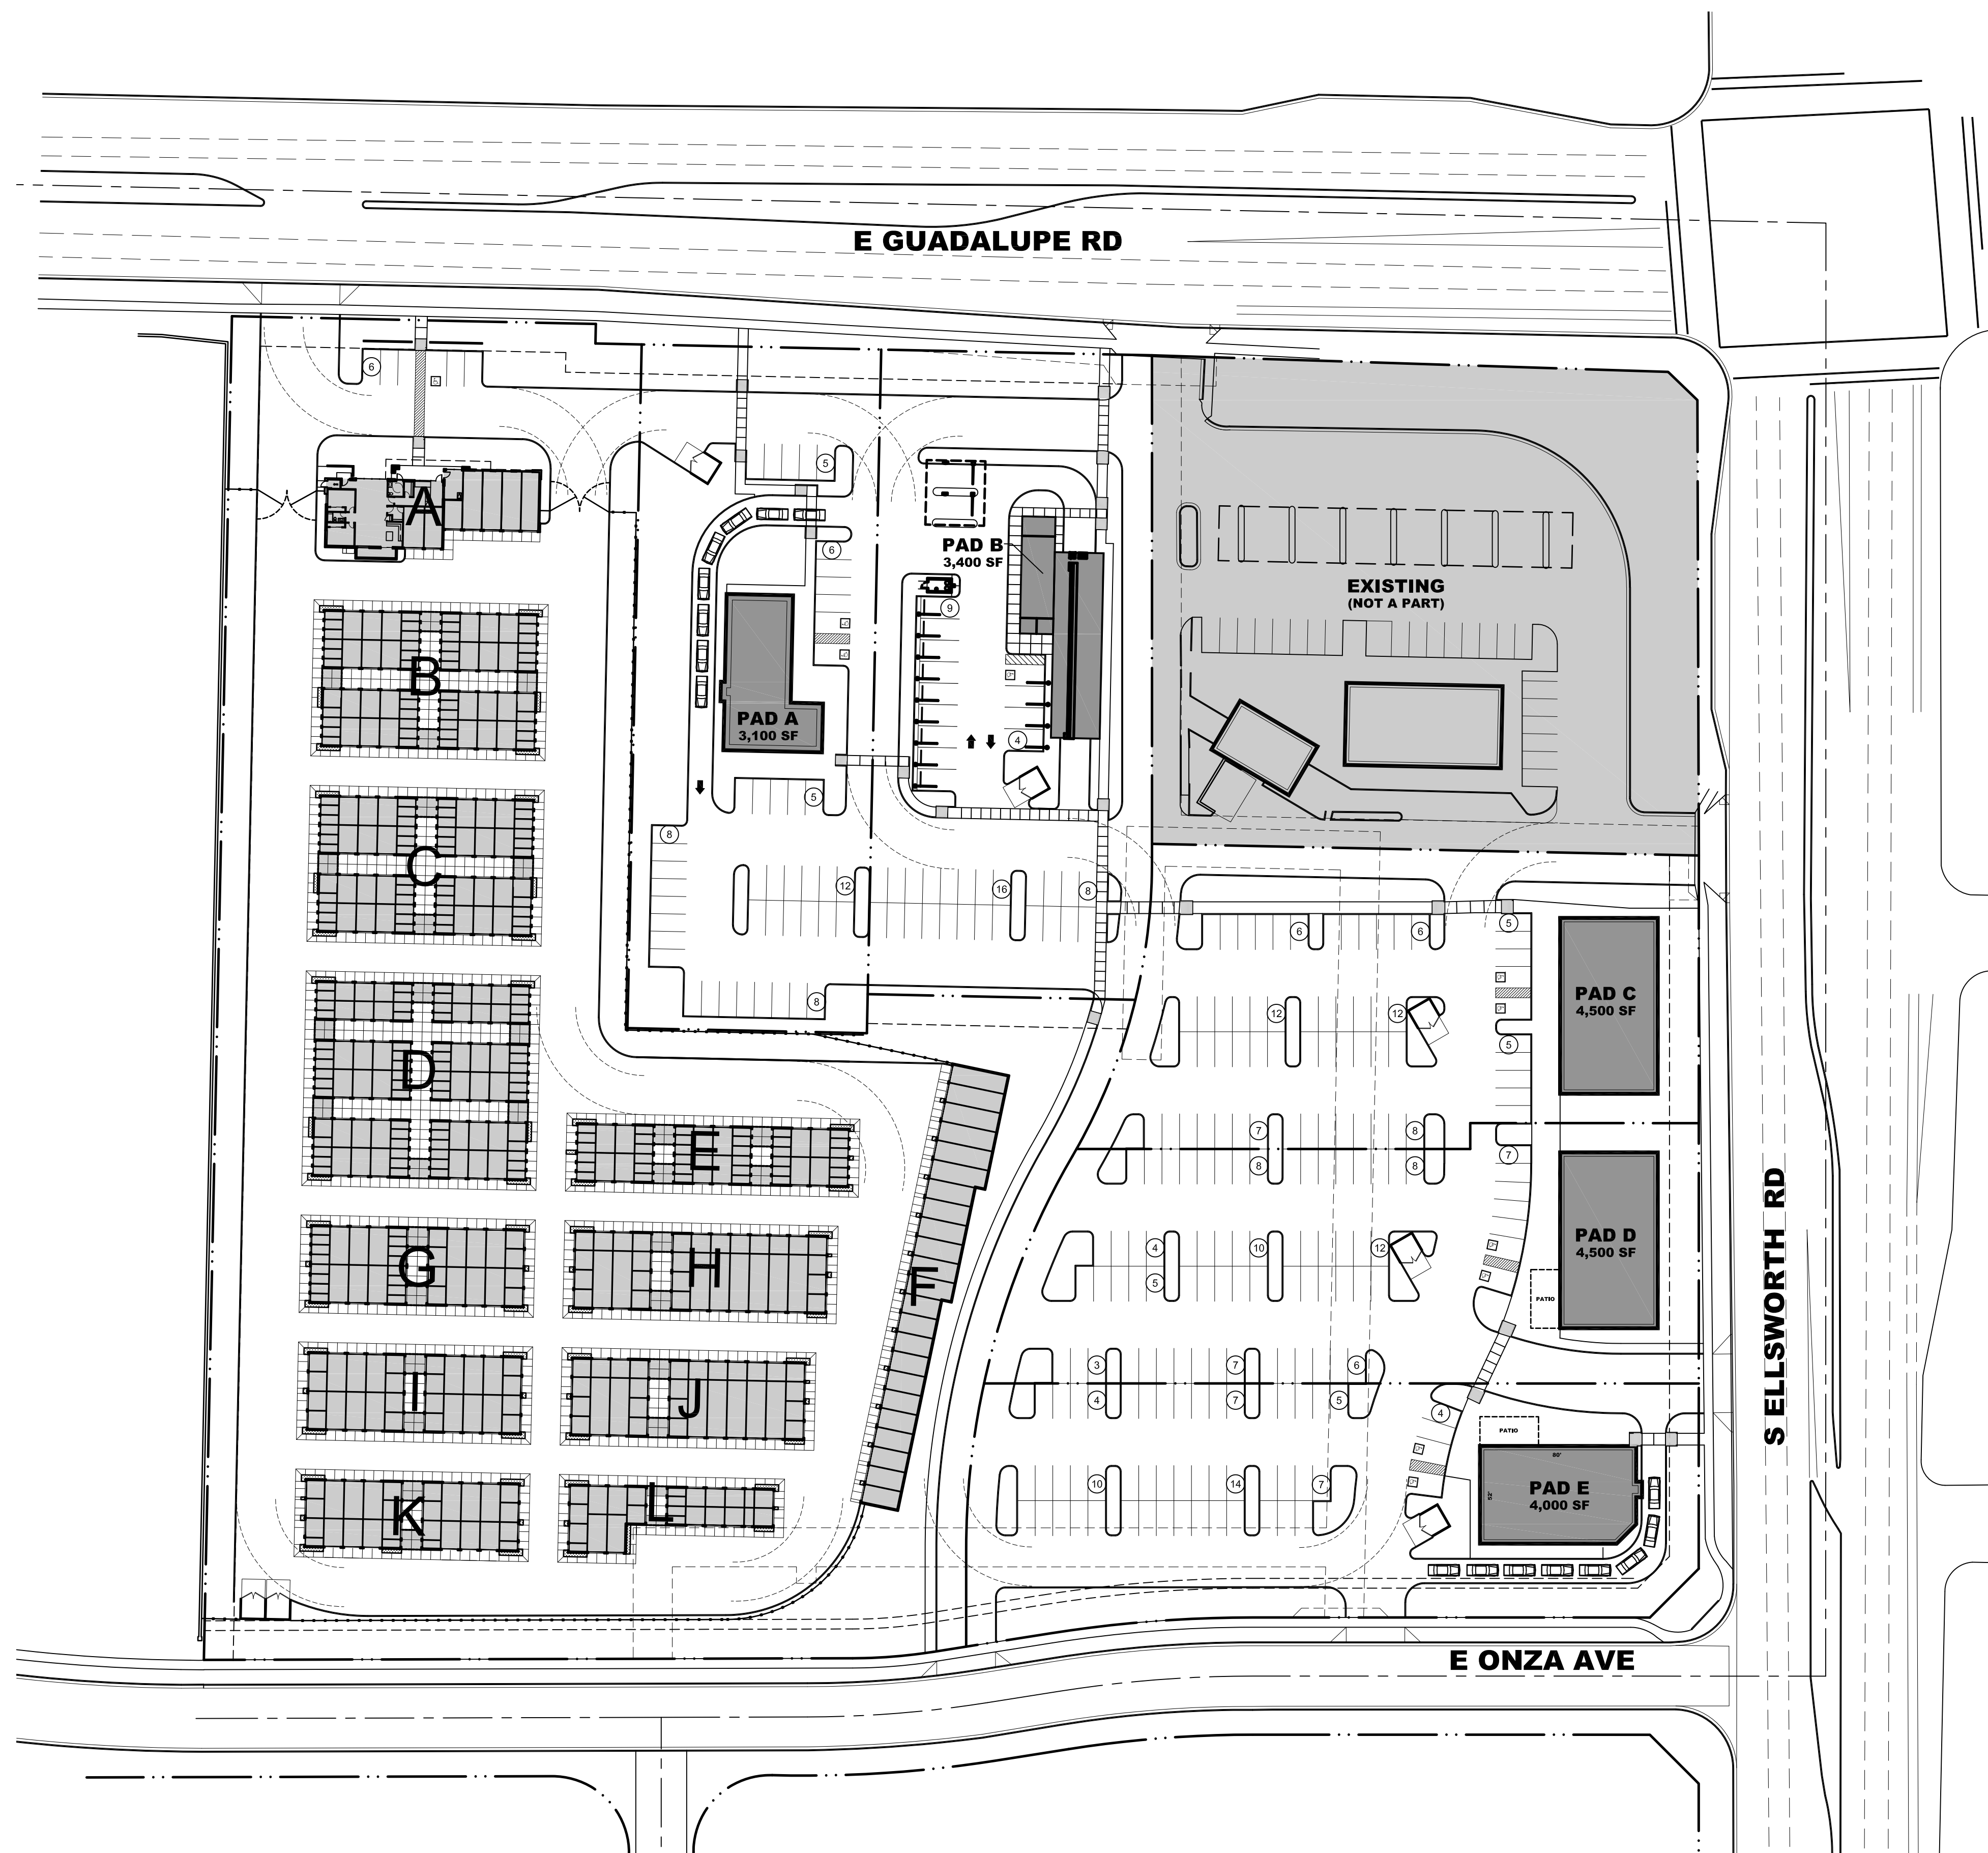 E GUADALUPE RD
6
A
5
6
PAD B
3,400 SF
9
EXISTING
(NOT A PART)
B
PAD A
3,100 SF
4
5
8
C
12
16
8
6
6
5
PAD C
4,500 SF
8
12
12
5
D
E
7
8
7
8
8
PAD D
4,500 SF
S ELLSWORTH RD
G
H
F
4
10
12
5
PATIO
I
J
3
7
6
4
7
5
4
PATIO
80'
52'
PAD E
4,000 SF
K
L
10
14
7
E ONZA AVE